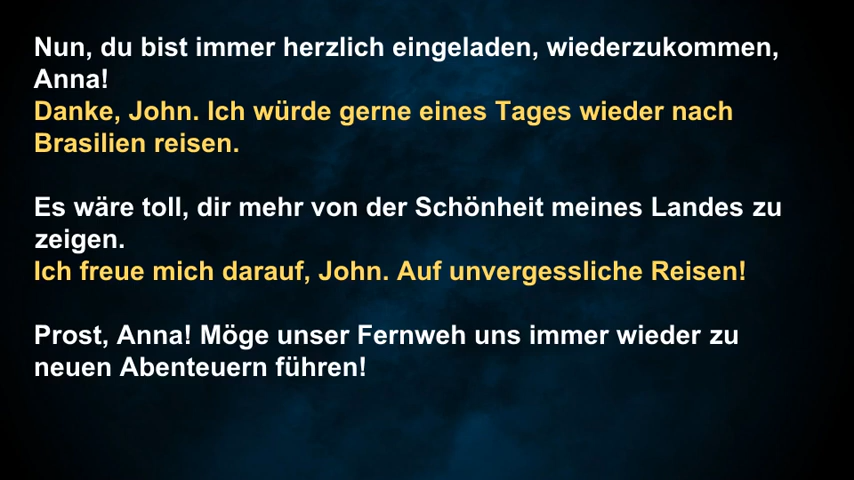 Nun, du bist immer herzlich eingeladen, wiederzukommen,
Anna!
Danke, John. Ich würde gerne eines Tages wieder nach
Brasilien reisen.
Es wäre toll, dir mehr von der Schönheit meines Landes zu
zeigen.
Ich freue mich darauf, John. Auf unvergessliche Reisen!
Prost, Anna! Möge unser Fernweh uns immer wieder zu
neuen Abenteuern führen!